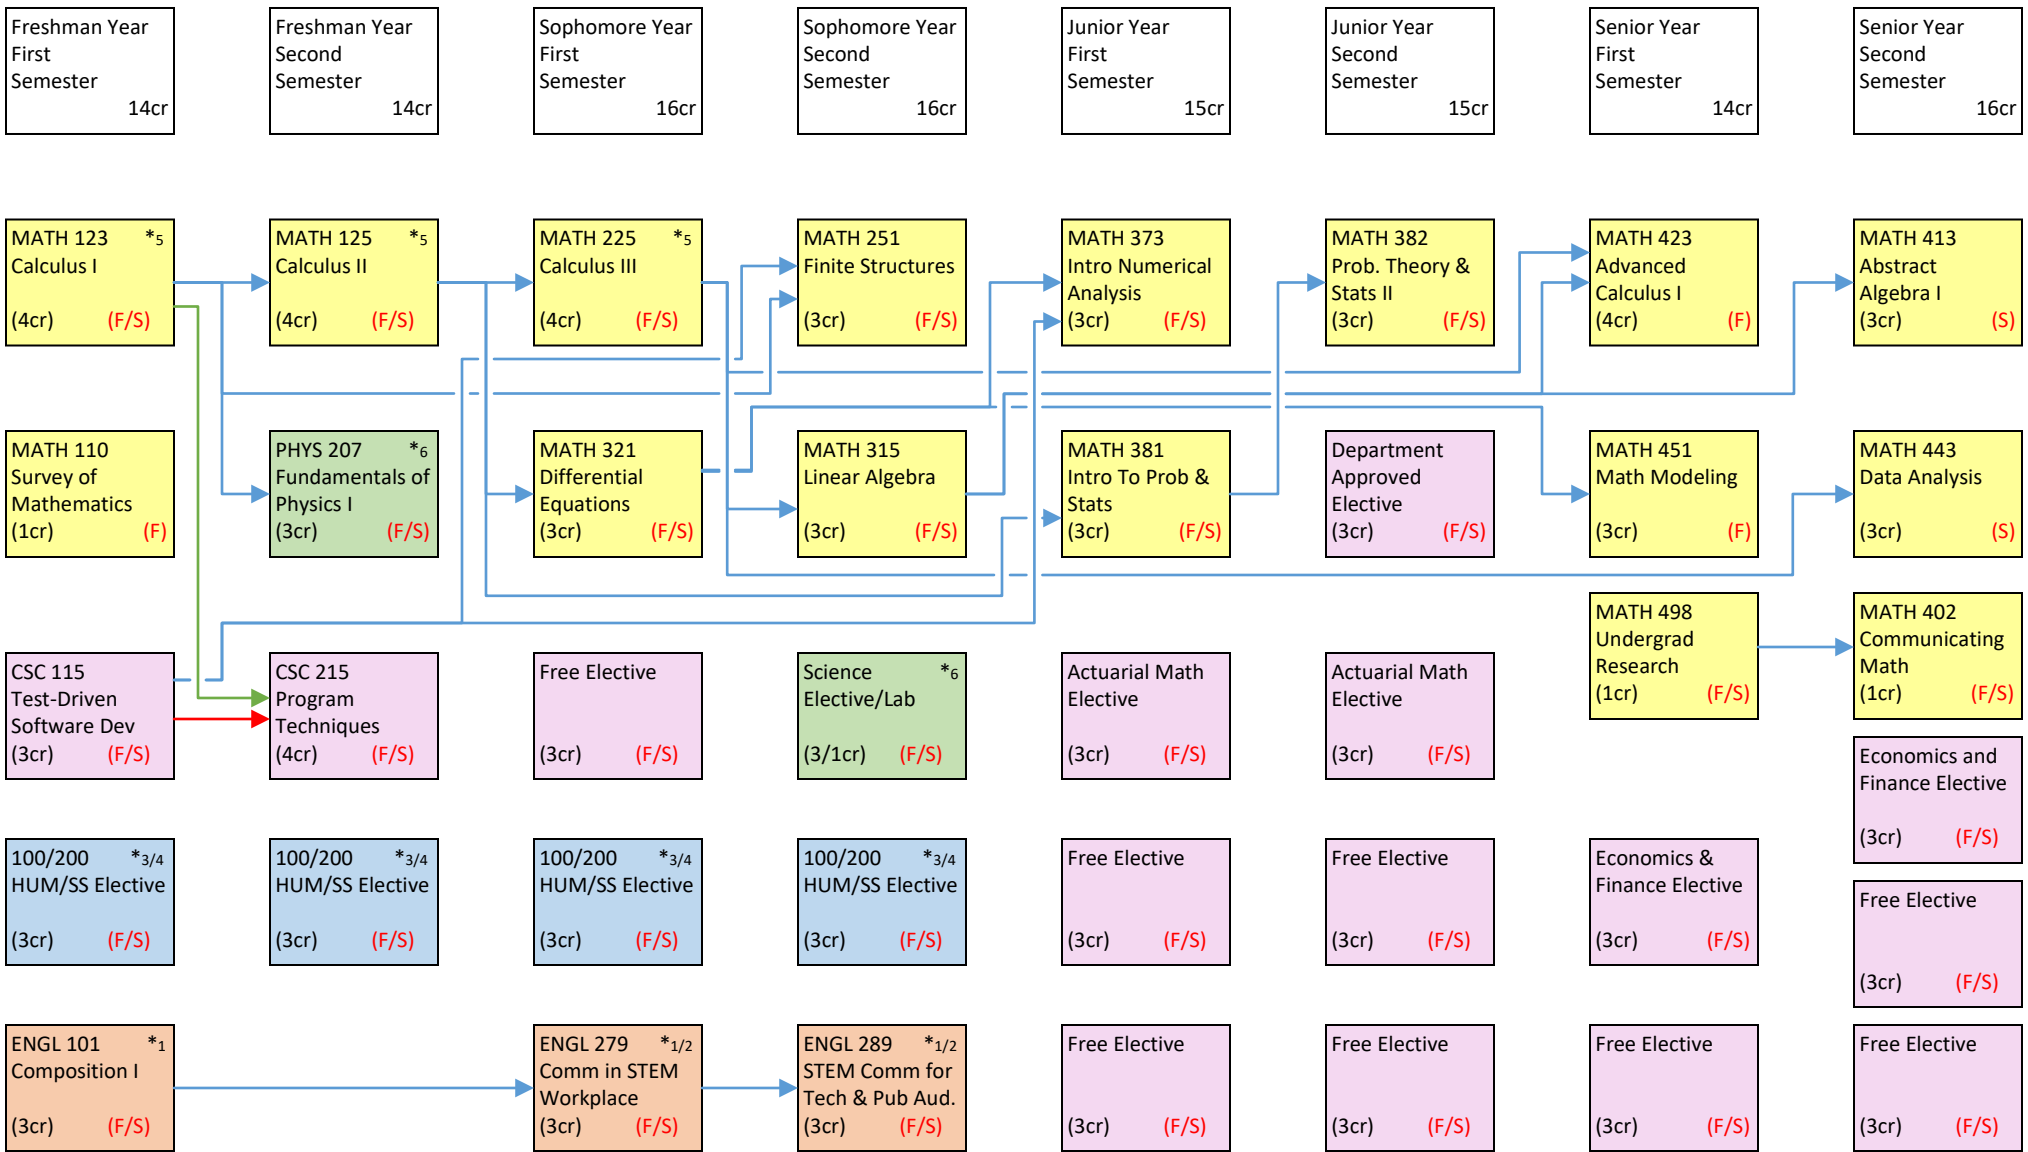 Freshman Year
First
Semester
14cr
Freshman Year
Second
Semester
14cr
Sophomore Year
First
Semester
16cr
Sophomore Year
Second
Semester
16cr
Junior Year
First
Semester
15cr
Junior Year
Second
Semester
15cr
Senior Year
First
Semester
14cr
Senior Year
Second
Semester
16cr
MATH 123 *5
Calculus I
(4cr) (F/S)
MATH 125 *5
Calculus II
(4cr) (F/S)
MATH 225 *5
Calculus III
(4cr) (F/S)
MATH 251
Finite Structures
(3cr) (F/S)
MATH 373
Intro Numerical
Analysis
(3cr) (F/S)
MATH 382
Prob. Theory &
Stats II
(3cr) (F/S)
MATH 423
Advanced
Calculus I
(4cr) (F)
MATH 413
Abstract
Algebra I
(3cr) (S)
MATH 110
Survey of
Mathematics
(1cr) (F)
PHYS 207 *6
Fundamentals of
Physics I
(3cr) (F/S)
MATH 321
Differential
Equations
(3cr) (F/S)
MATH 315
Linear Algebra
(3cr) (F/S)
MATH 381
Intro To Prob &
Stats
(3cr) (F/S)
Department
Approved
Elective
(3cr) (F/S)
MATH 451
Math Modeling
(3cr) (F)
MATH 443
Data Analysis
(3cr) (S)
MATH 498
Undergrad
Research
(1cr) (F/S)
MATH 402
Communicating
Math
(1cr) (F/S)
CSC 115
Test-Driven
Software Dev
(3cr) (F/S)
CSC 215
Program
Techniques
(4cr) (F/S)
Free Elective
(3cr) (F/S)
Science *6
Elective/Lab
(3/1cr) (F/S)
Actuarial Math
Elective
(3cr) (F/S)
Actuarial Math
Elective
(3cr) (F/S)
Economics and
Finance Elective
(3cr) (F/S)
100/200 *3/4
HUM/SS Elective
(3cr) (F/S)
100/200 *3/4
HUM/SS Elective
(3cr) (F/S)
100/200 *3/4
HUM/SS Elective
(3cr) (F/S)
100/200 *3/4
HUM/SS Elective
(3cr) (F/S)
Free Elective
(3cr) (F/S)
Free Elective
(3cr) (F/S)
Economics &
Finance Elective
(3cr) (F/S)
Free Elective
(3cr) (F/S)
ENGL 101 *1
Composition I
(3cr) (F/S)
ENGL 279 *1/2
Comm in STEM
Workplace
(3cr) (F/S)
ENGL 289 *1/2
STEM Comm for
Tech & Pub Aud.
(3cr) (F/S)
Free Elective
(3cr) (F/S)
Free Elective
(3cr) (F/S)
Free Elective
(3cr) (F/S)
Free Elective
(3cr) (F/S)